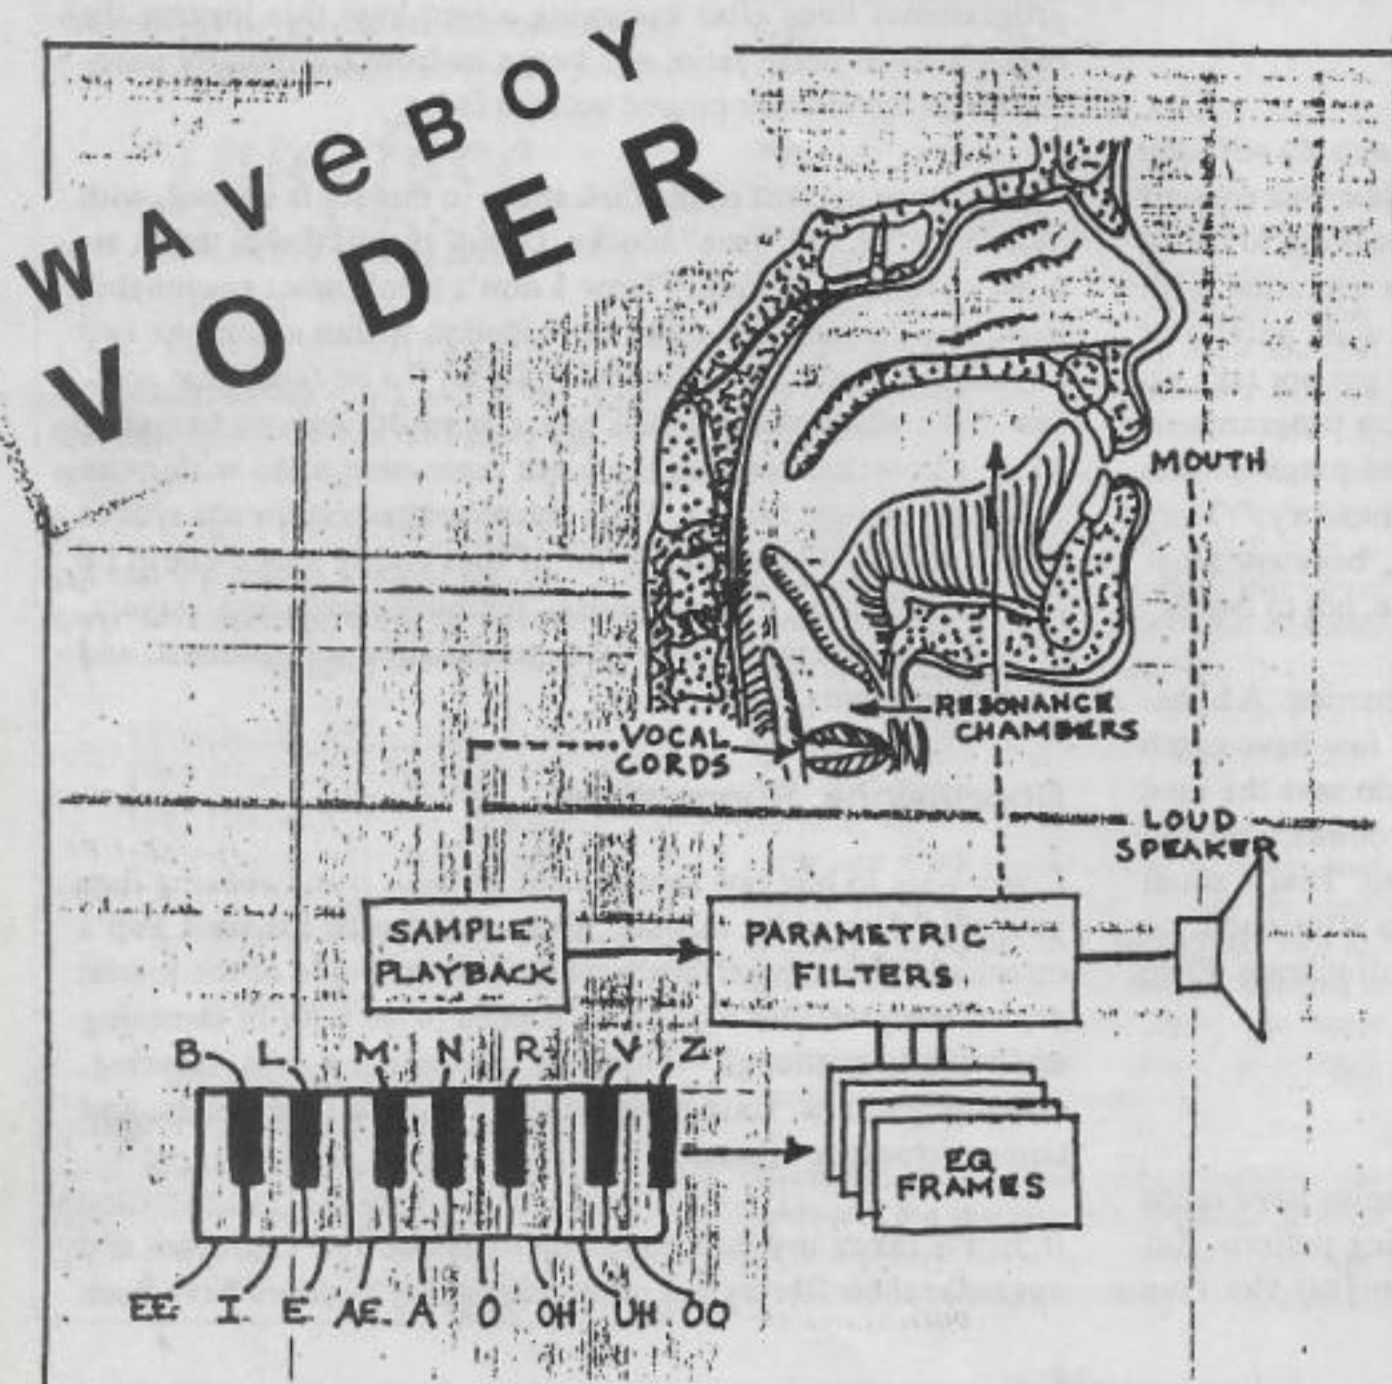 WAVeBOY
VODER
MOUTH
RESONANCE
CHAMBERS
VOCAL
CORDS
LOUD
SPEAKER
SAMPLE
PLAYBACK
PARAMETRIC
FILTERS
B L M N R V Z
EQ
FRAMES
EE I E AE A O OH UH OO